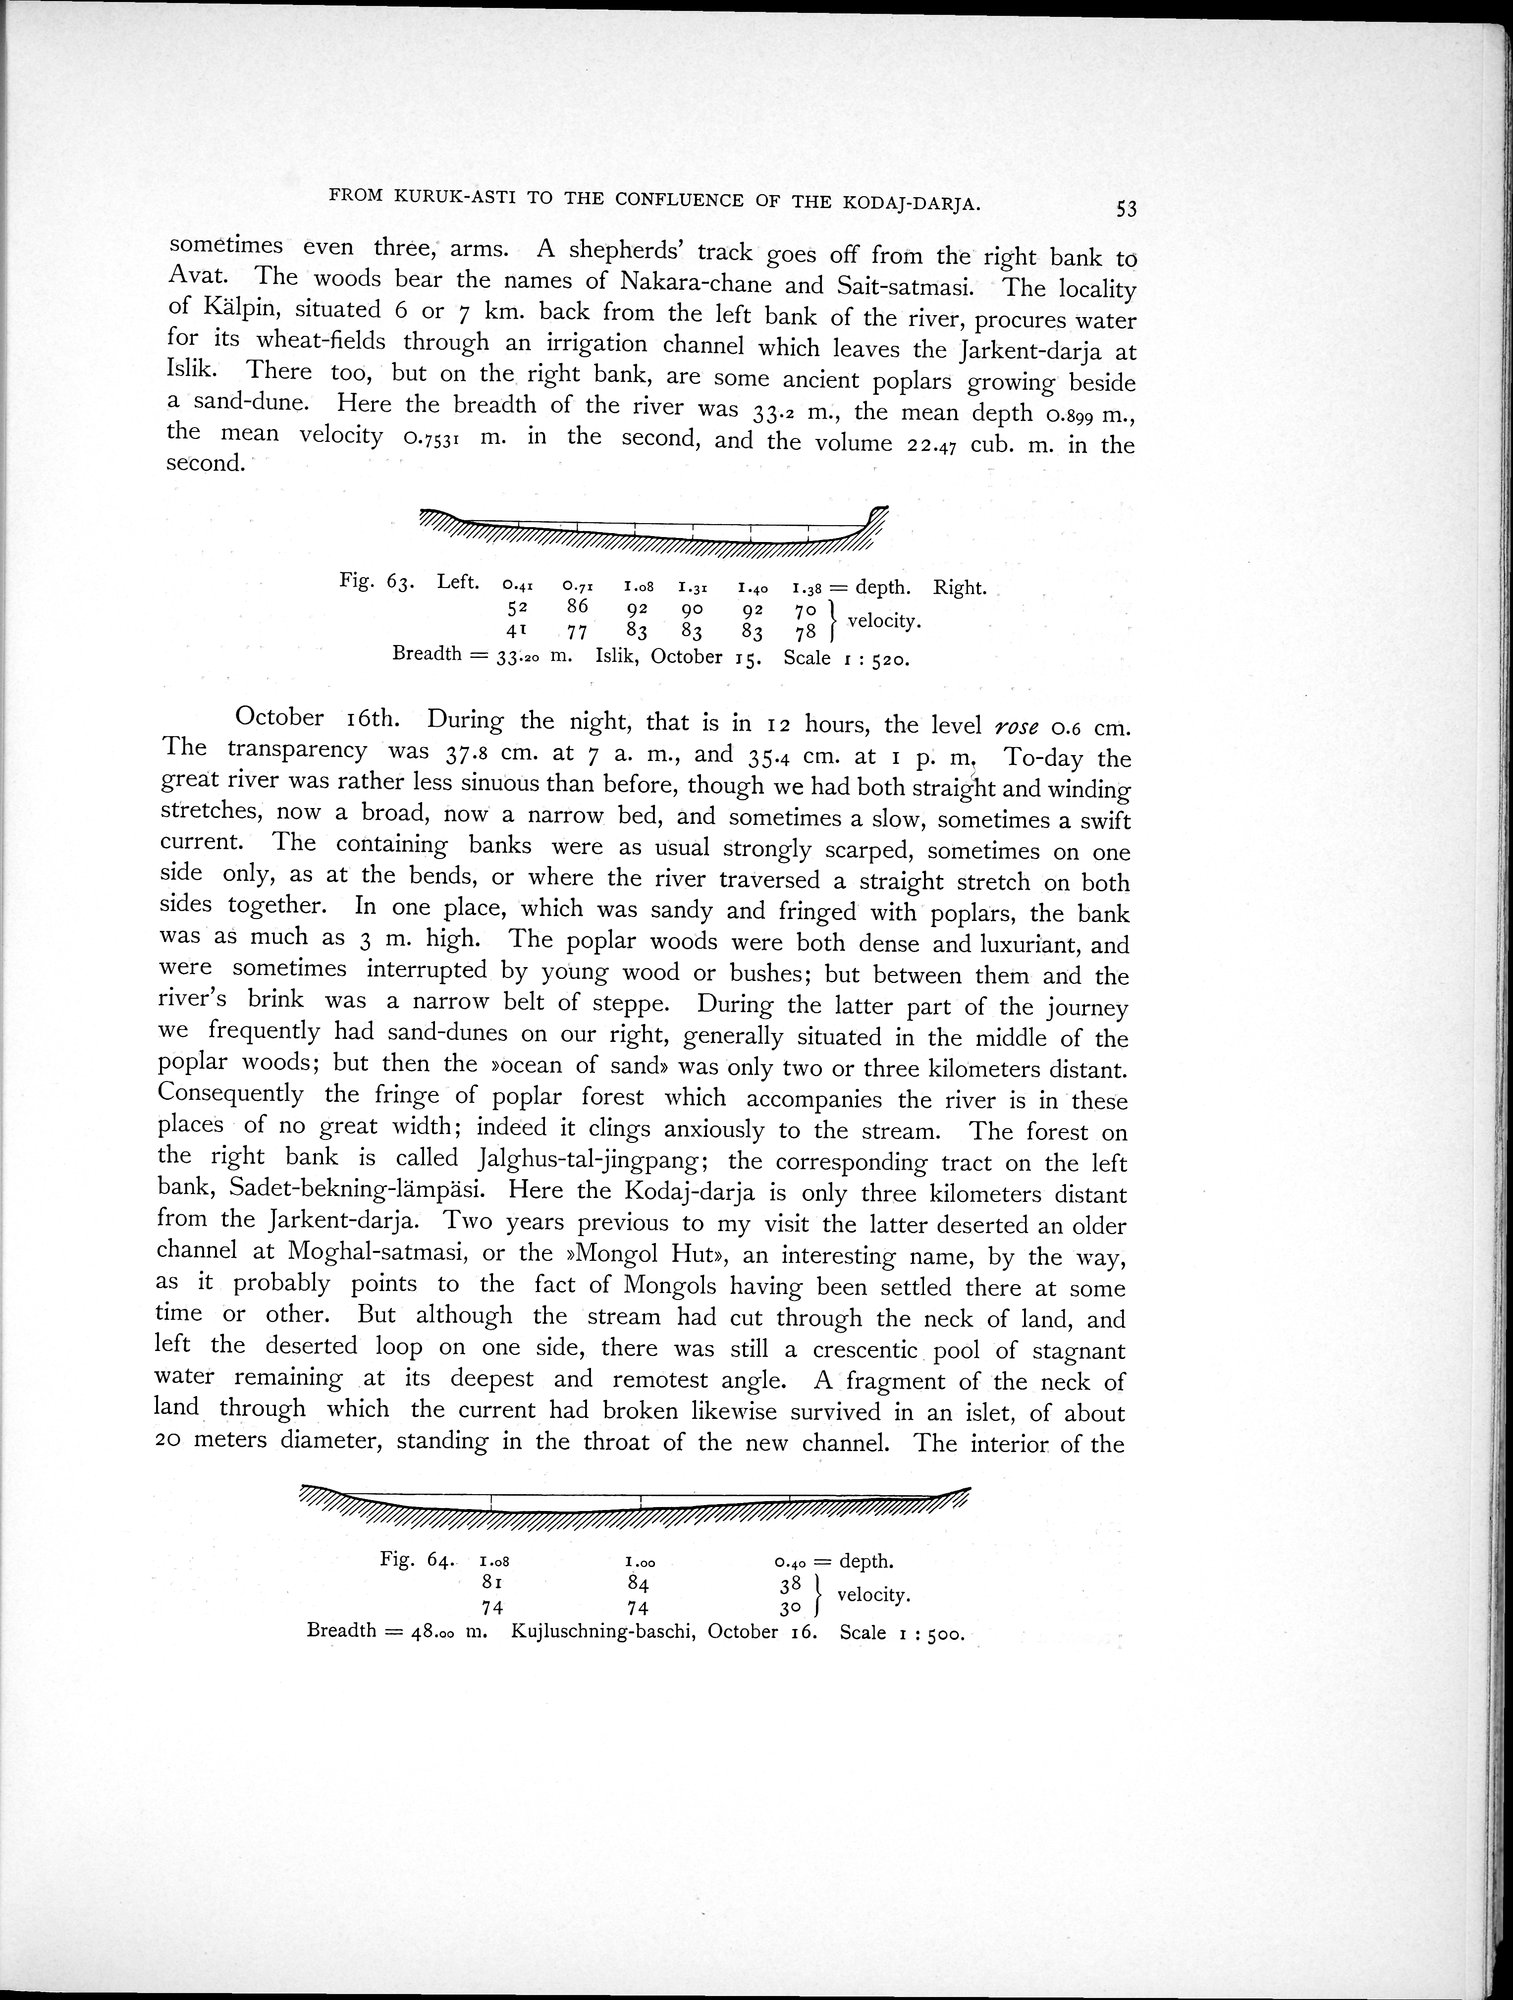 FROM KURUK-ASTI TO THE CONFLUENCE OF THE KODAJ-DARJA. 53
sometimes even three, arms. A shepherds' track goes off from the right bank to
Avat. The woods bear the names of Nakara-chane and Sait-satmasi. The locality
of Kälpin, situated 6 or 7 km. back from the left bank of the river, procures water
for its wheat-fields through an irrigation channel which leaves the Jarkent-darja at
Islik. There too, but on the right bank, are some ancient poplars growing beside
a sand-dune. Here the breadth of the river was 33.2 m., the mean depth 0.899 m.,
the mean velocity 0.7531 m. in the second, and the volume 22.47 cub. m. in the
second.
Fig. 63. Left. 0.41 0.71 1.08 1.31 1.40 1.38 = depth. Right.
52 86 92 90 92 70 } velocity.
41 77 83 83 83 78
Breadth = 33.20 m. Islik, October 15. Scale 1 : 520.
October 16th. During the night, that is in 12 hours, the level rose 0.6 cm.
The transparency was 37.8 cm. at 7 a. m., and 35.4 cm. at 1 p. m. To-day the
great river was rather less sinuous than before, though we had both straight and winding
stretches, now a broad, now a narrow bed, and sometimes a slow, sometimes a swift
current. The containing banks were as usual strongly scarped, sometimes on one
side only, as at the bends, or where the river traversed a straight stretch on both
sides together. In one place, which was sandy and fringed with poplars, the bank
was as much as 3 m. high. The poplar woods were both dense and luxuriant, and
were sometimes interrupted by young wood or bushes; but between them and the
river's brink was a narrow belt of steppe. During the latter part of the journey
we frequently had sand-dunes on our right, generally situated in the middle of the
poplar woods; but then the »ocean of sand» was only two or three kilometers distant.
Consequently the fringe of poplar forest which accompanies the river is in these
places of no great width; indeed it clings anxiously to the stream. The forest on
the right bank is called Jalghus-tal-jingpang; the corresponding tract on the left
bank, Sadet-bekning-lämpäsi. Here the Kodaj-darja is only three kilometers distant
from the Jarkent-darja. Two years previous to my visit the latter deserted an older
channel at Moghal-satmasi, or the »Mongol Hut», an interesting name, by the way,
as it probably points to the fact of Mongols having been settled there at some
time or other. But although the stream had cut through the neck of land, and
left the deserted loop on one side, there was still a crescentic pool of stagnant
water remaining at its deepest and remotest angle. A fragment of the neck of
land through which the current had broken likewise survived in an islet, of about
20 meters diameter, standing in the throat of the new channel. The interior of the
Fig. 64. 1.08 1.00 0.40 = depth.
81 84 38 } velocity.
74 74 30
Breadth = 48.00 m. Kujluschning-baschi, October 16. Scale 1 : 500.